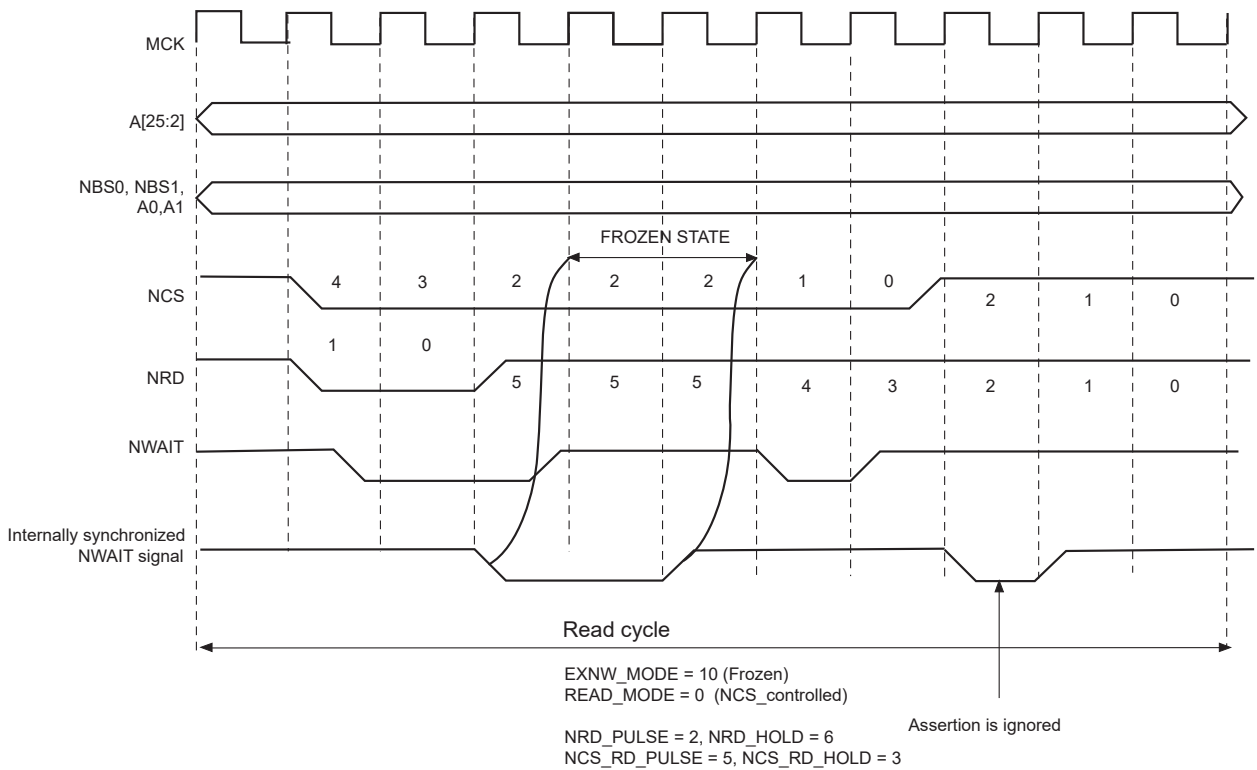 MCK
A[25:2]
NBS0, NBS1,
A0,A1
FROZEN STATE
4 3 2 2 2 1 0
NCS
2 1 0
1 0
NRD
5 5 5 4 3 2 1 0
NWAIT
Internally synchronized
NWAIT signal
Read cycle
EXNW_MODE = 10 (Frozen)
READ_MODE = 0 (NCS_controlled)
Assertion is ignored
NRD_PULSE = 2, NRD_HOLD = 6
NCS_RD_PULSE = 5, NCS_RD_HOLD = 3